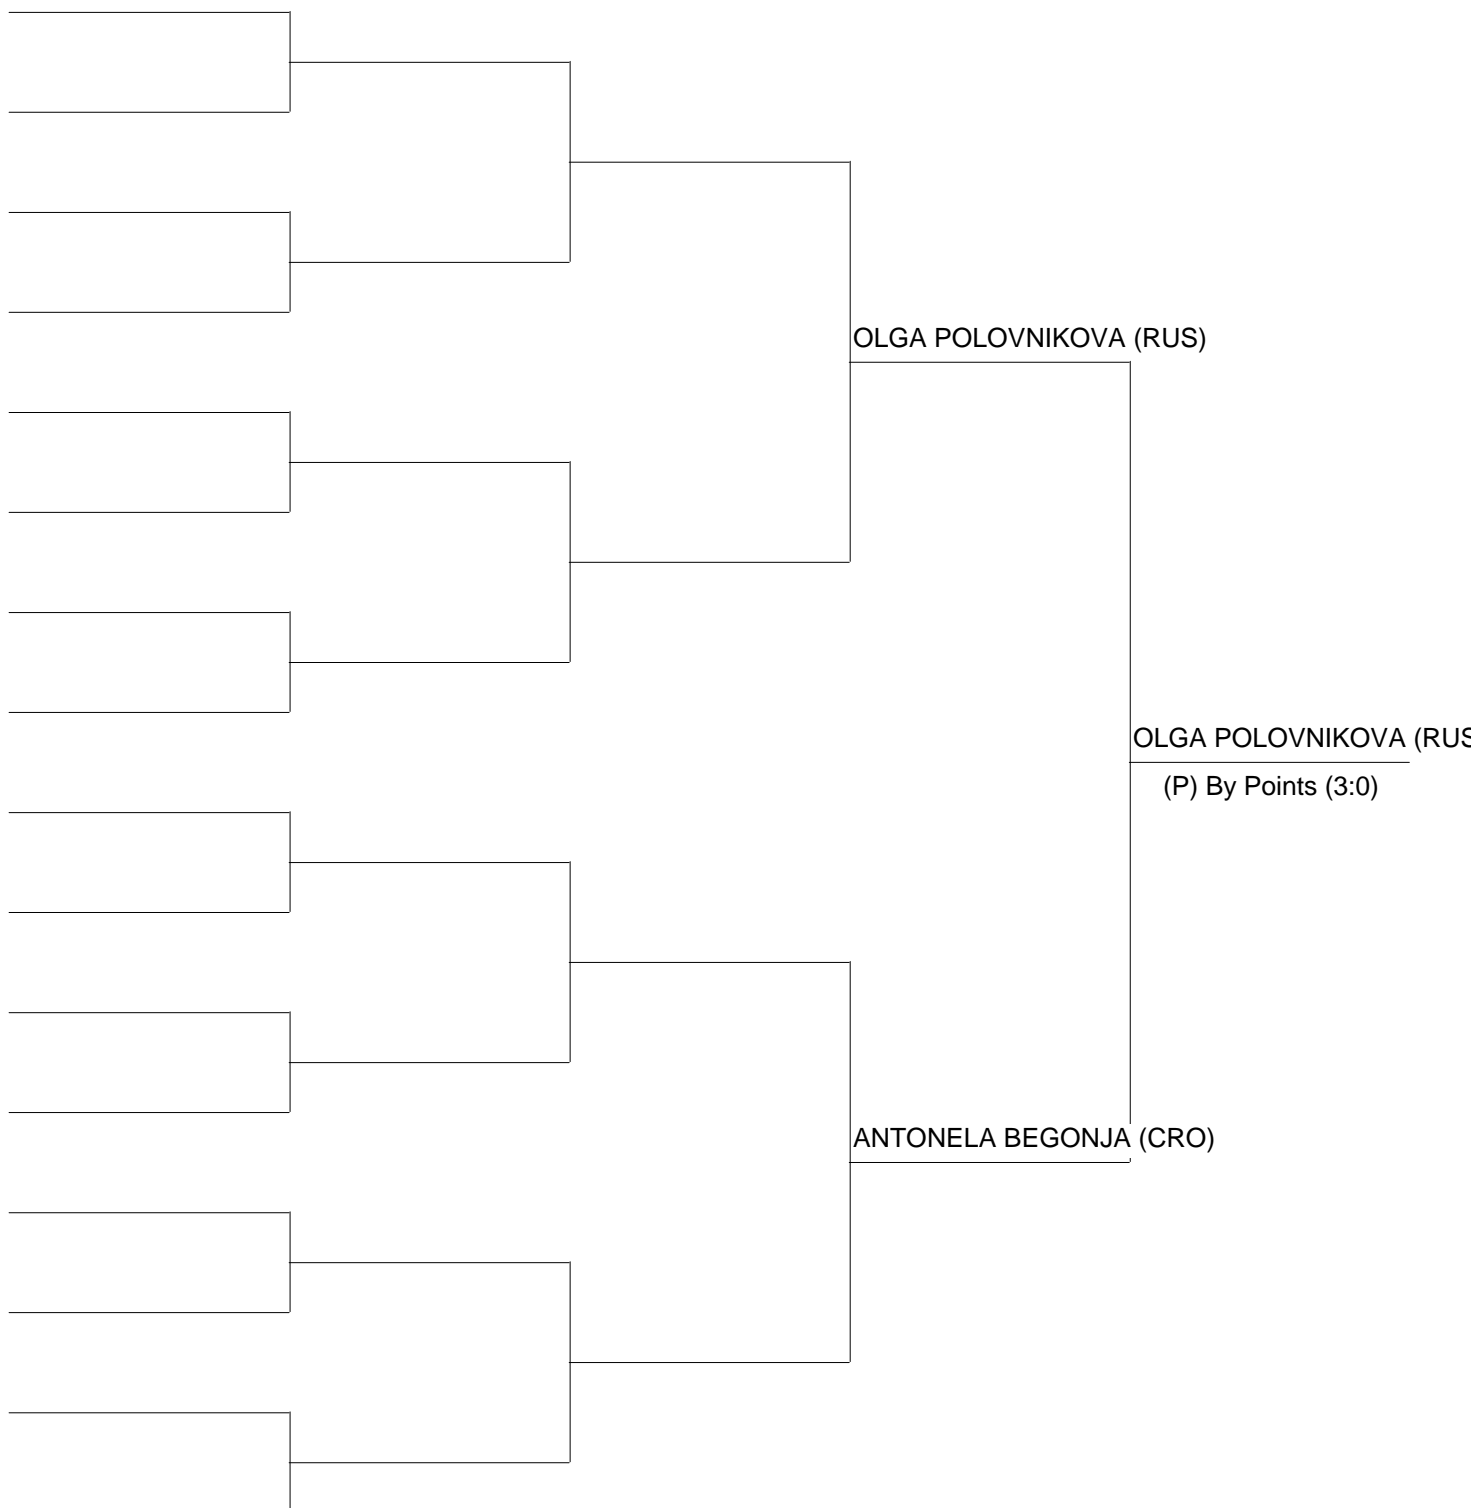 OLGA POLOVNIKOVA (RUS)
OLGA POLOVNIKOVA (RUS
(P) By Points (3:0)
ANTONELA BEGONJA (CRO)